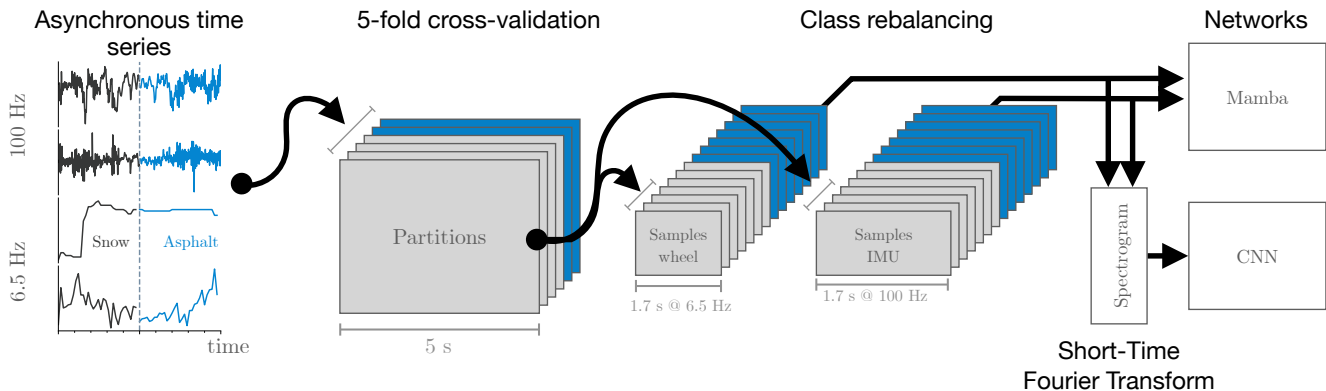 Asynchronous time
series
5-fold cross-validation
Class rebalancing
Networks
100 Hz
6.5 Hz
Snow
Asphalt
time
Partitions
5 s
Samples
wheel
1.7 s @ 6.5 Hz
Samples
IMU
1.7 s @ 100 Hz
Mamba
Spectrogram
CNN
Short-Time
Fourier Transform